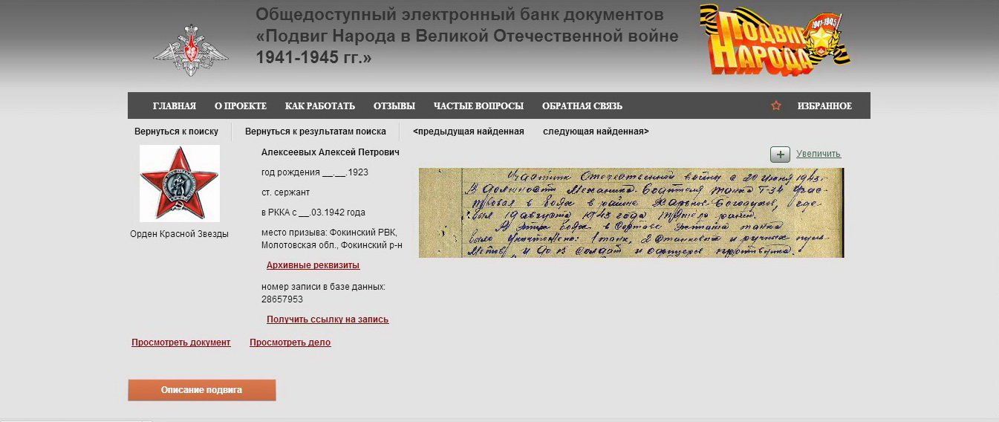 Общедоступный электронный банк документов
«Подвиг Народа в Великой Отечественной войне
1941-1945 гг.»
ПОДВИГ
НАРОДА
1941-1945
ГЛАВНАЯ О ПРОЕКТЕ КАК РАБОТАТЬ ОТЗЫВЫ ЧАСТЫЕ ВОПРОСЫ ОБРАТНАЯ СВЯЗЬ ИЗБРАННОЕ
Вернуться к поиску Вернуться к результатам поиска <предыдущая найденная следующая найденная>
Орден Красной Звезды
Алексеевых Алексей Петрович
год рождения __.__.1923
ст. сержант
в РККА с __.03.1942 года
место призыва: Фокинский РВК,
Молотовская обл., Фокинский р-н
Архивные реквизиты
номер записи в базе данных:
28657953
Получить ссылку на запись
Просмотреть документ Просмотреть дело
Увеличить
Участник Отечественной войны с 20 июня 1943г.
В должности Механика-Водителя танка Т-34 учас-
твовал в боях в районе Харьков-Богодухов, где
был 19 августа 1943 года тяжело ранен.
В этих боях в составе экипажа танка
было уничтожено: 1 танк, 2 станковых и ручных пуле-
метов и до 13 солдат и офицеров противника.
Описание подвига